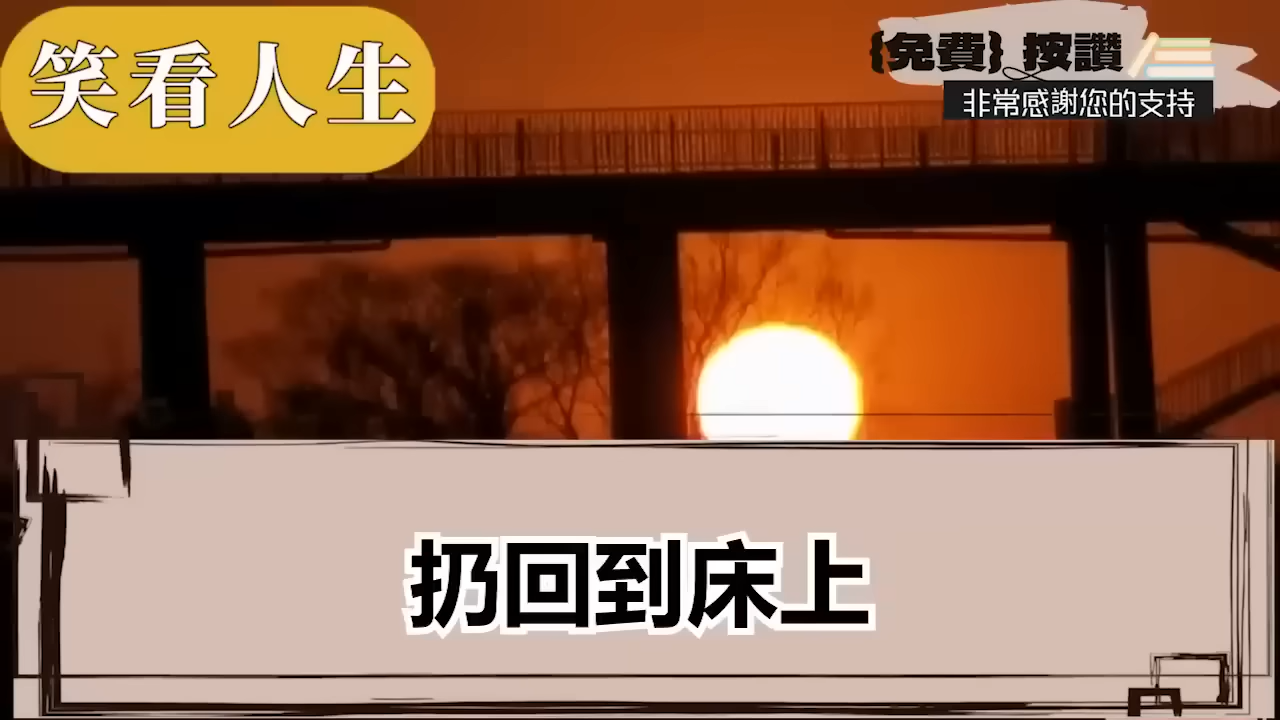 笑看人生
{免費} 按讚
非常感謝您的支持
扔回到床上